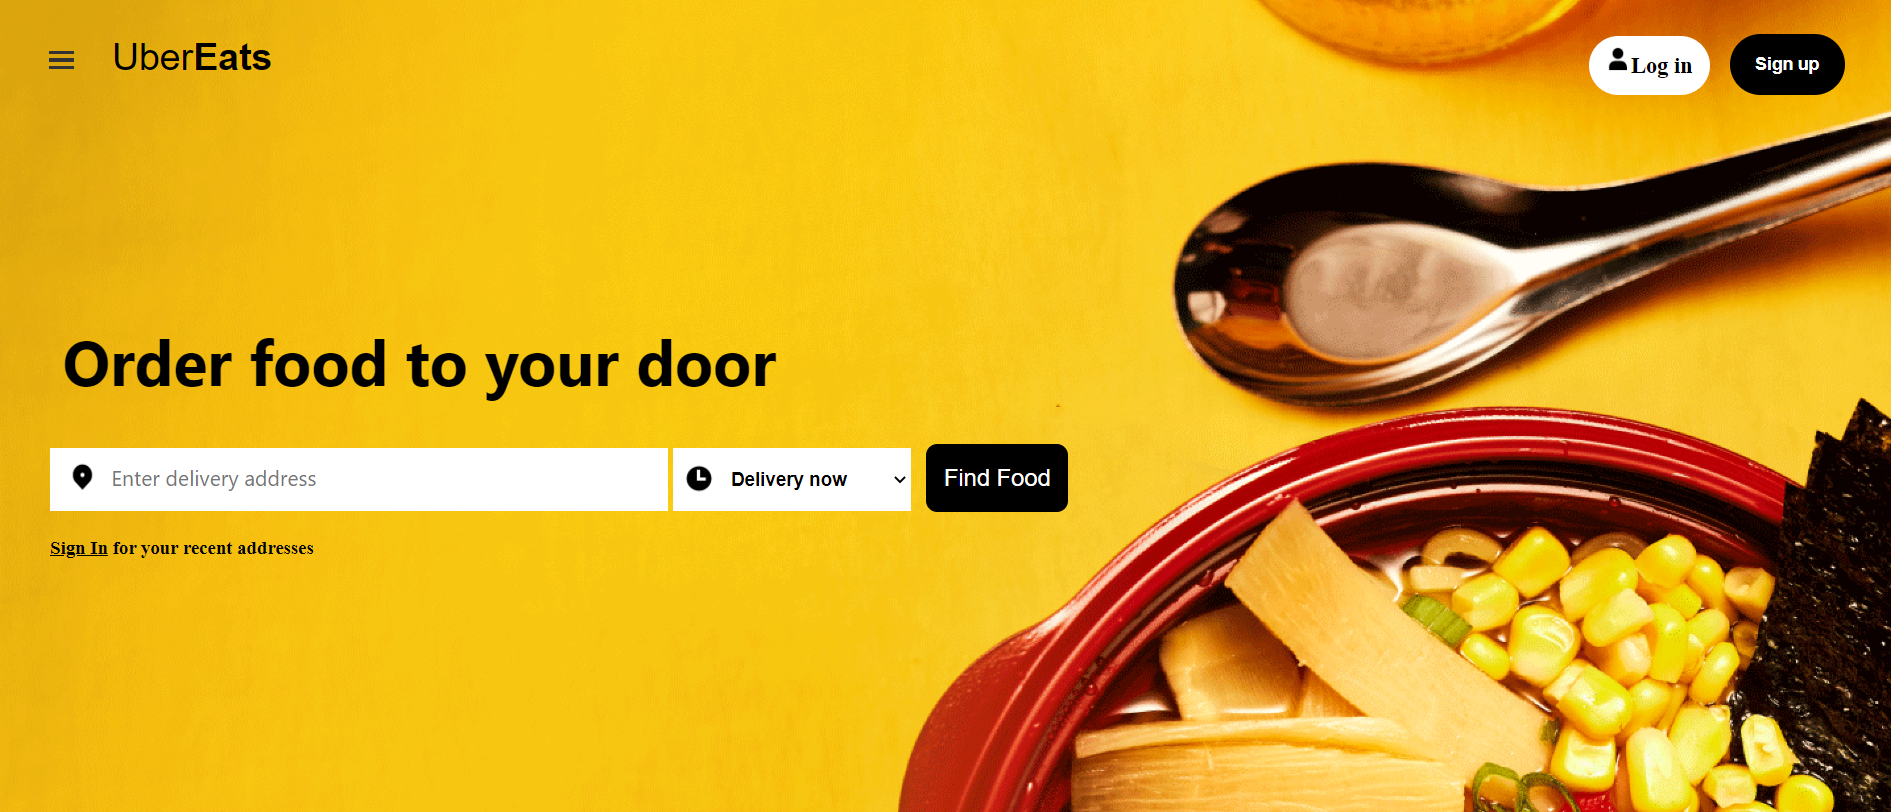 UberEats
Log in
Sign up
Order food to your door
Enter delivery address
Delivery now
Find Food
Sign In for your recent addresses